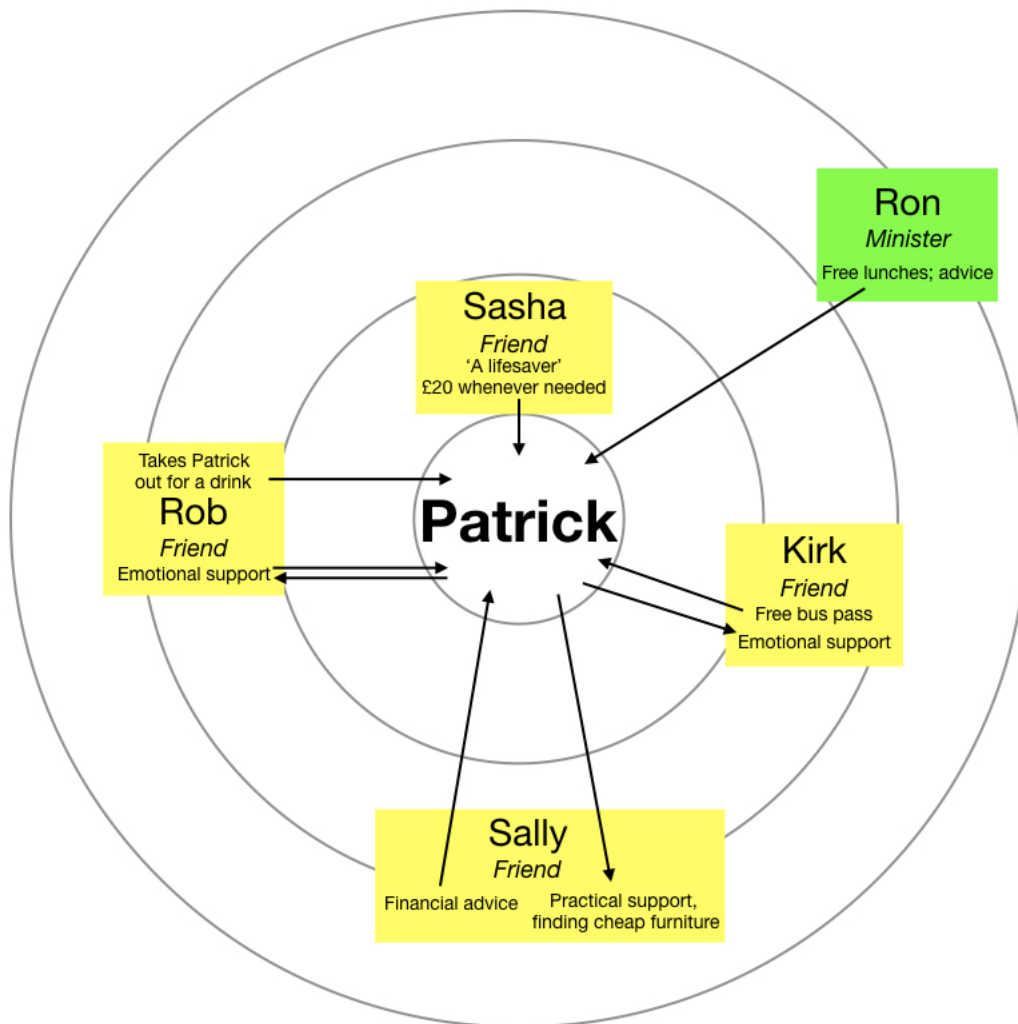 Ron
Minister
Free lunches; advice
Sasha
Friend
‘A lifesaver’
£20 whenever needed
Takes Patrick
out for a drink
Rob
Friend
Emotional support
Patrick
Kirk
Friend
Free bus pass
Emotional support
Sally
Friend
Financial advice
Practical support,
finding cheap furniture